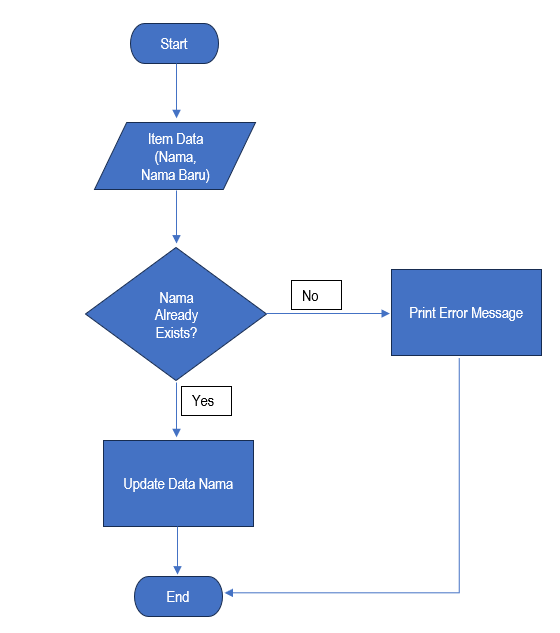 Start
Item Data
(Nama,
Nama Baru)
Nama
Already
Exists?
No
Print Error Message
Yes
Update Data Nama
End